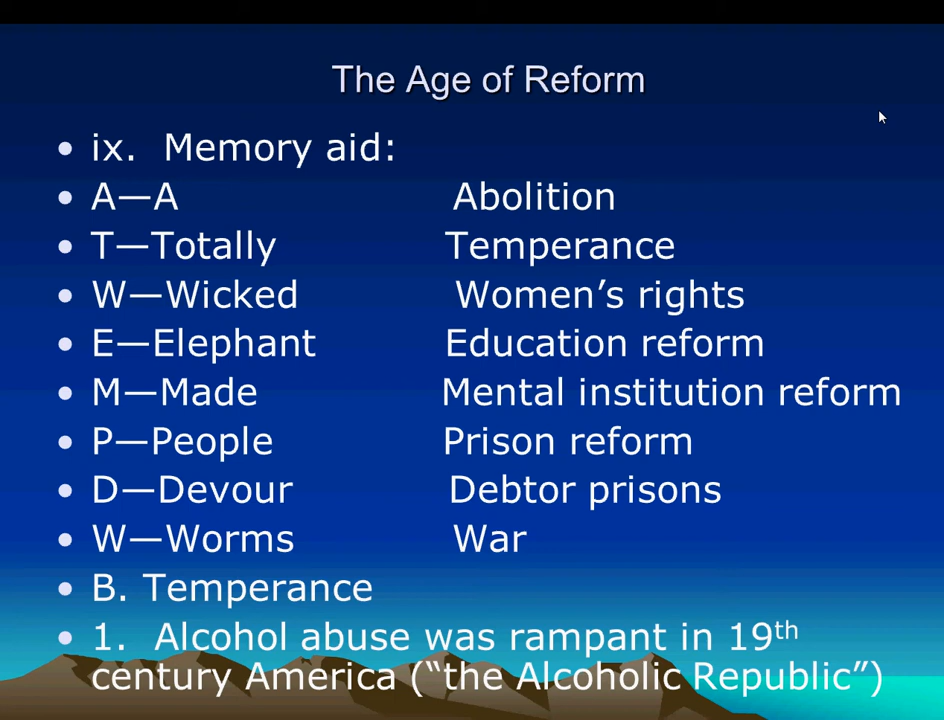 The Age of Reform
• ix. Memory aid:
• A—A Abolition
• T—Totally Temperance
• W—Wicked Women’s rights
• E—Elephant Education reform
• M—Made Mental institution reform
• P—People Prison reform
• D—Devour Debtor prisons
• W—Worms War
• B. Temperance
• 1. Alcohol abuse was rampant in 19th
century America (“the Alcoholic Republic”)